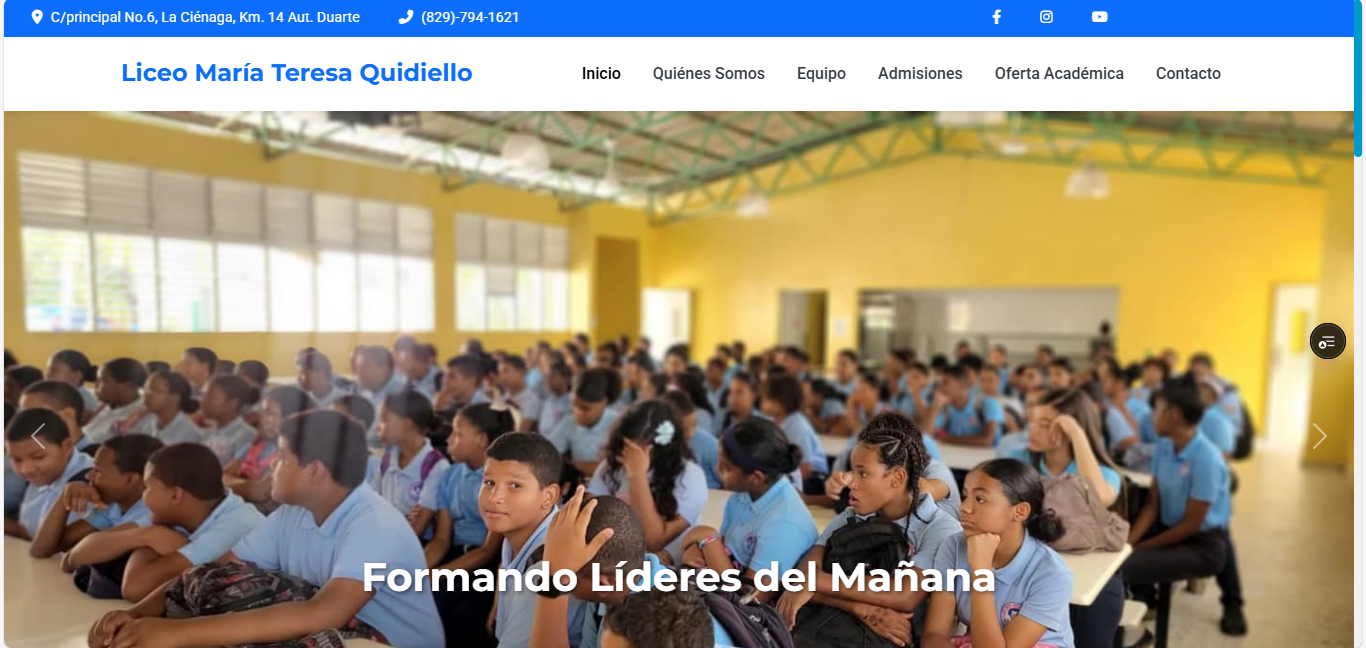 C/principal No.6, La Ciénaga, Km. 14 Aut. Duarte (829)-794-1621
Liceo María Teresa Quidiello Inicio Quiénes Somos Equipo Admisiones Oferta Académica Contacto
Formando Líderes del Mañana